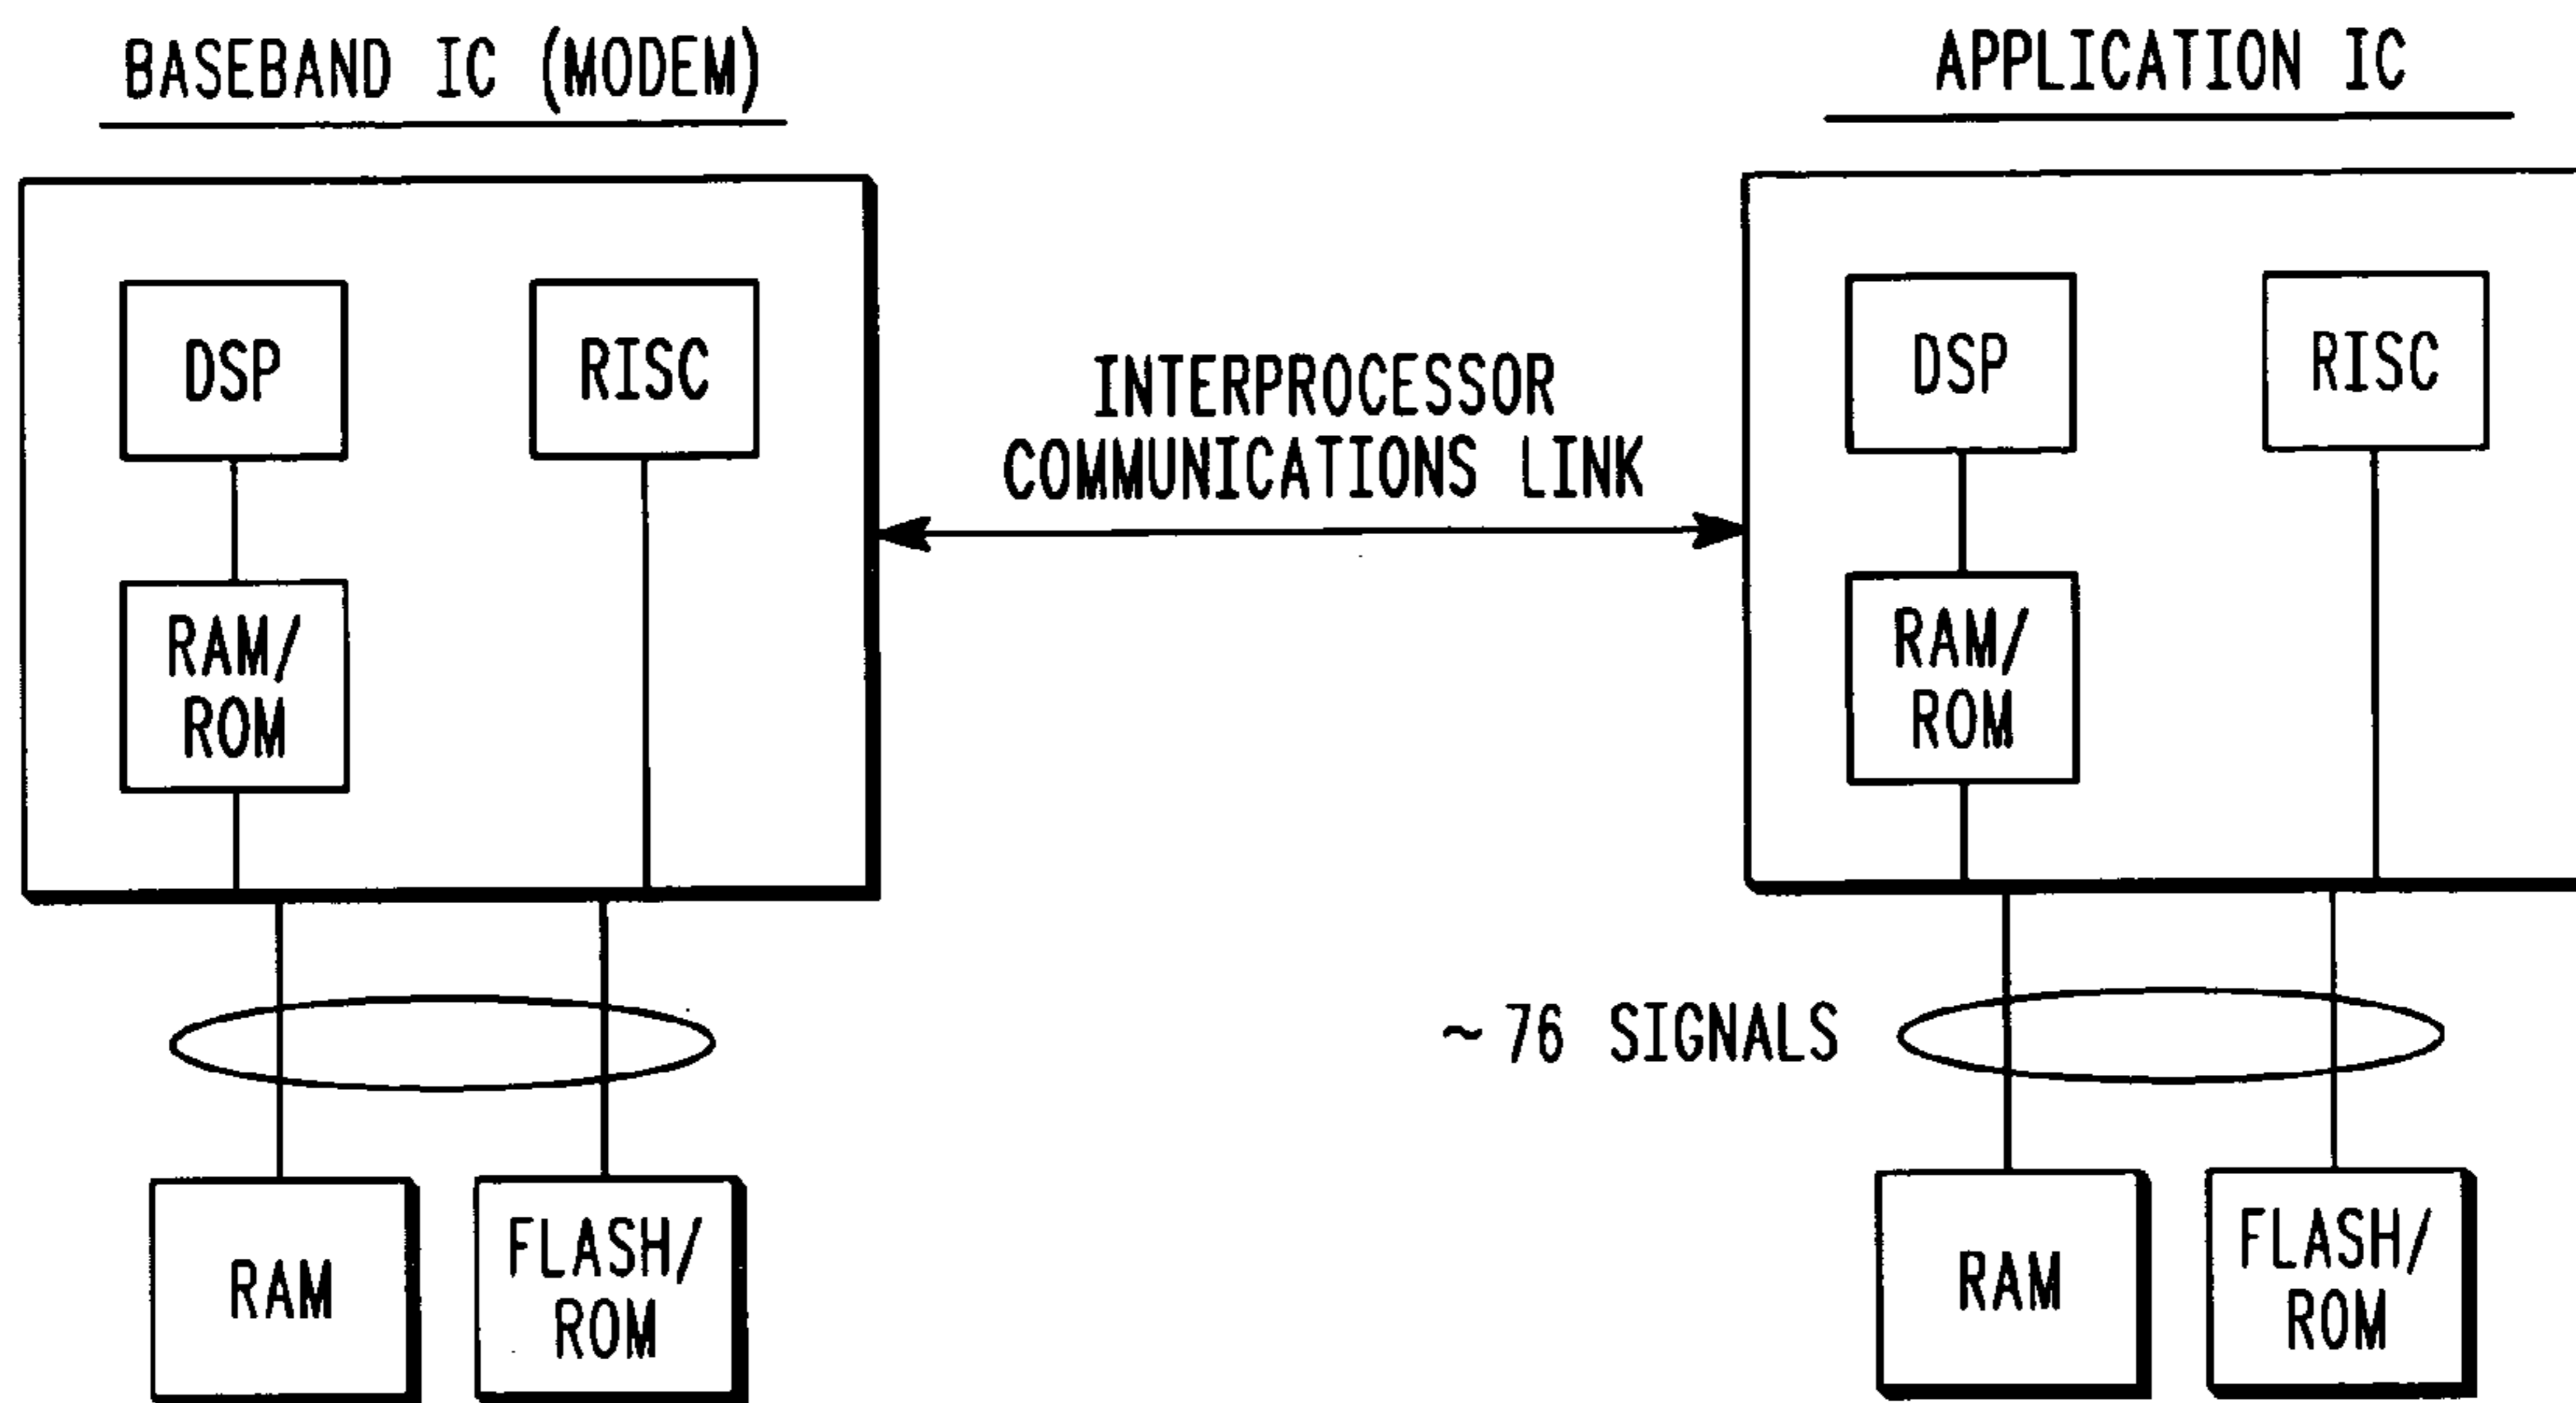 BASEBAND IC (MODEM)
APPLICATION IC
DSP
RISC
RAM/
ROM
INTERPROCESSOR
COMMUNICATIONS LINK
DSP
RISC
RAM/
ROM
~76 SIGNALS
RAM
FLASH/
ROM
RAM
FLASH/
ROM